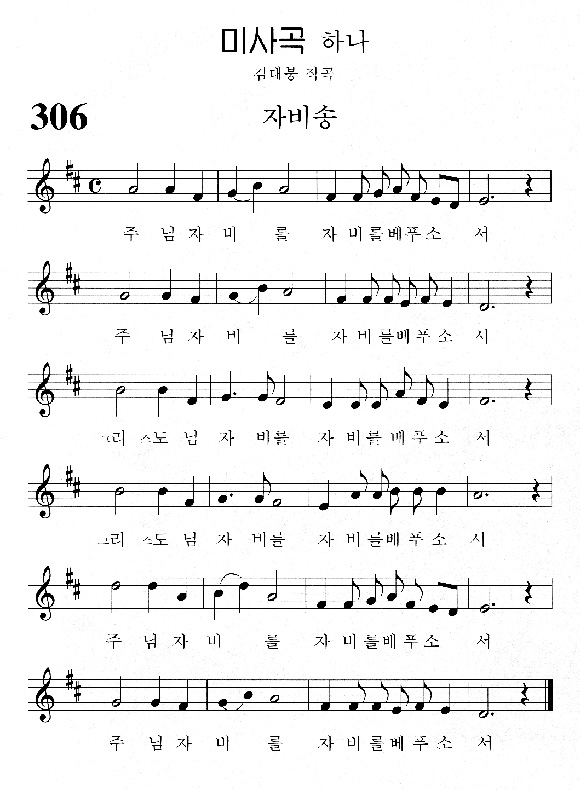 미사곡 하나
김대붕 작곡
306
자비송
주 님 자 비 를 자 비 를 베 푸 소 서
주 님 자 비 를 자 비 를 베 푸 소 서
그리 스도 님 자 비를 자 비 를 베 푸 소 서
그리 스도 님 자 비를 자 비 를 베 푸 소 서
주 님 자 비 를 자 비 를 베 푸 소 서
주 님 자 비 를 자 비 를 베 푸 소 서